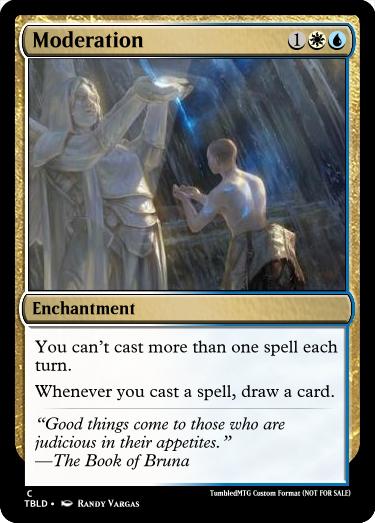 Moderation 1
Enchantment
You can't cast more than one spell each
turn.
Whenever you cast a spell, draw a card.
“Good things come to those who are
judicious in their appetites.”
—The Book of Bruna
C
TBLD • Randy Vargas
TumbledMTG Custom Format (NOT FOR SALE)